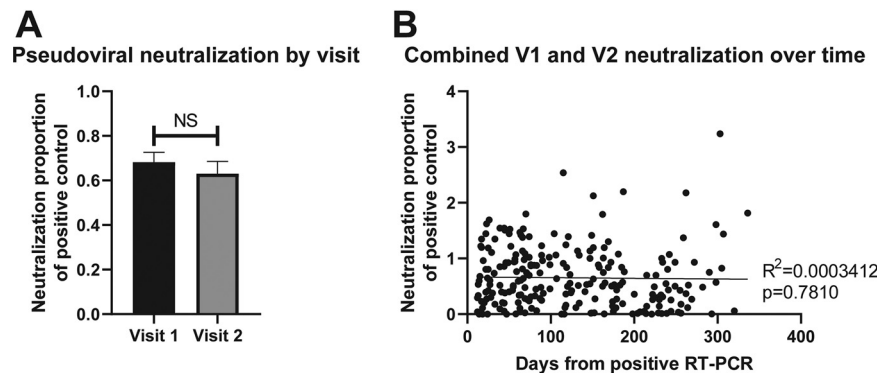 A
Pseudoviral neutralization by visit
Neutralization proportion
of positive control
1.0
0.8
0.6
0.4
0.2
0.0
NS
Visit 1 Visit 2
B
Combined V1 and V2 neutralization over time
Neutralization proportion
of positive control
4
3
2
1
0
R²=0.0003412
p=0.7810
0 100 200 300 400
Days from positive RT-PCR